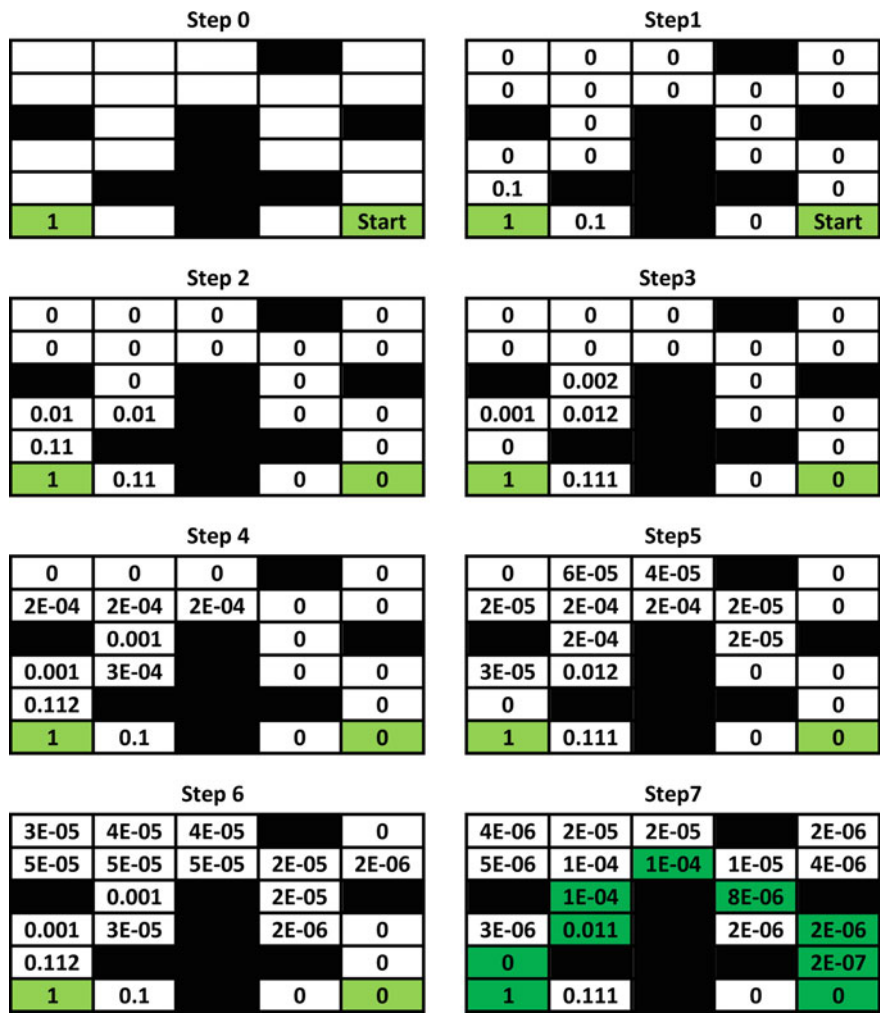 Step 0
1 Start
Step1
0 0 0 0
0 0 0 0 0
0 0
0 0 0 0
0.1 0
1 0.1 0 Start
Step 2
0 0 0 0
0 0 0 0 0
0 0
0.01 0.01 0 0
0.11 0
1 0.11 0 0
Step3
0 0 0 0
0 0 0 0 0
0.002 0
0.001 0.012 0 0
0 0
1 0.111 0 0
Step 4
0 0 0 0
2E-04 2E-04 2E-04 0 0
0.001 0
0.001 3E-04 0 0
0.112 0
1 0.1 0 0
Step5
0 6E-05 4E-05 0
2E-05 2E-04 2E-04 2E-05 0
2E-04 2E-05
3E-05 0.012 0 0
0 0
1 0.111 0 0
Step 6
3E-05 4E-05 4E-05 0
5E-05 5E-05 5E-05 2E-05 2E-06
0.001 2E-05
0.001 3E-05 2E-06 0
0.112 0
1 0.1 0 0
Step7
4E-06 2E-05 2E-05 2E-06
5E-06 1E-04 1E-04 1E-05 4E-06
1E-04 8E-06
3E-06 0.011 2E-06 2E-06
0 2E-07
1 0.111 0 0